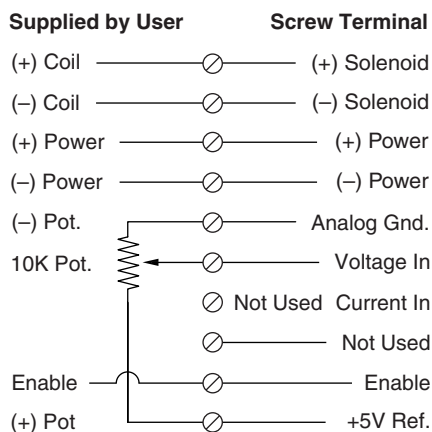 Supplied by User Screw Terminal
(+) Coil (+) Solenoid
(–) Coil (–) Solenoid
(+) Power (+) Power
(–) Power (–) Power
(–) Pot. Analog Gnd.
10K Pot. Voltage In
Not Used Current In
Not Used
Enable Enable
(+) Pot +5V Ref.